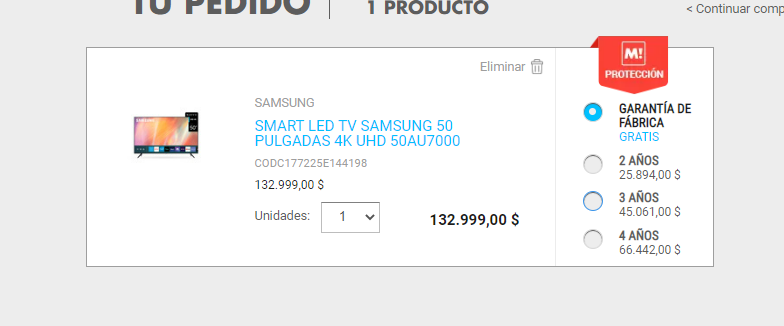 TU PEDIDO
1 PRODUCTO
< Continuar comp
Eliminar
SAMSUNG
SMART LED TV SAMSUNG 50
PULGADAS 4K UHD 50AU7000
CODC177225E144198
132.999,00 $
Unidades: 1
132.999,00 $
M!
PROTECCIÓN
GARANTÍA DE
FÁBRICA
GRATIS
2 AÑOS
25.894,00 $
3 AÑOS
45.061,00 $
4 AÑOS
66.442,00 $